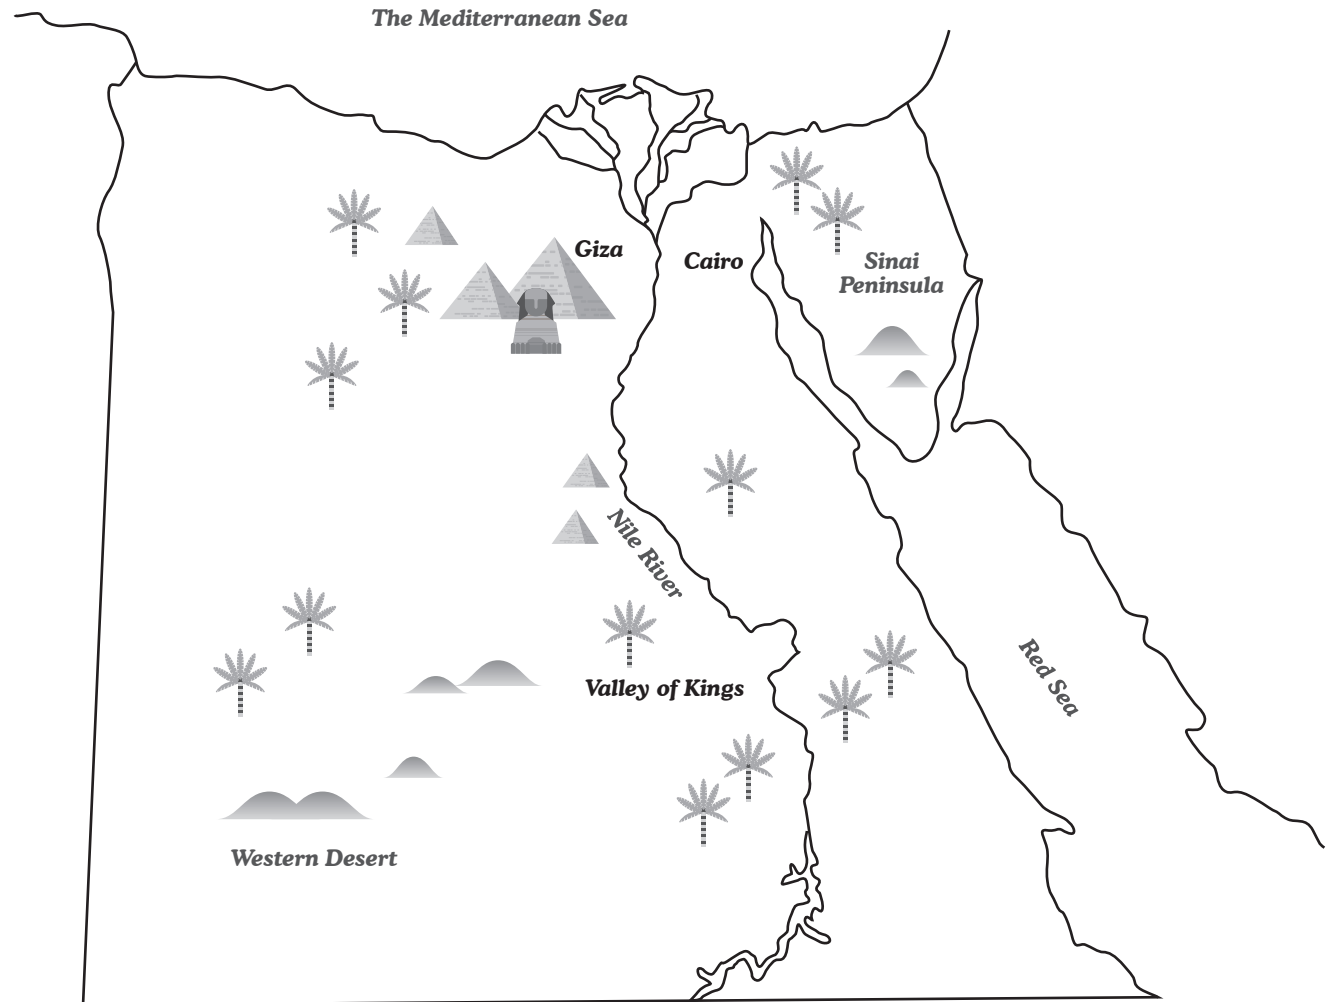 The Mediterranean Sea
Giza
Cairo
Sinai
Peninsula
Nile River
Valley of Kings
Red Sea
Western Desert